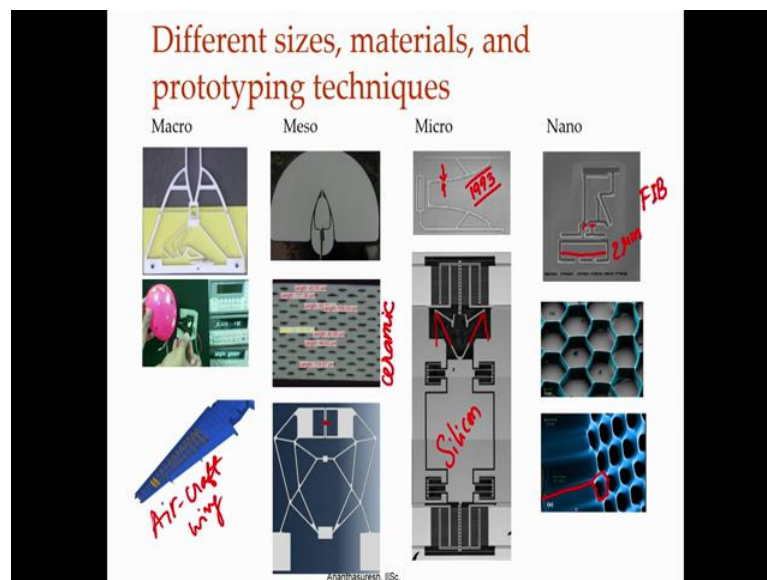 Different sizes, materials, and
prototyping techniques
Macro Meso Micro Nano
1993
FIB
2 μm
ceramic
Silicon
Air-craft
wing
Ananthasuresh, IISc.